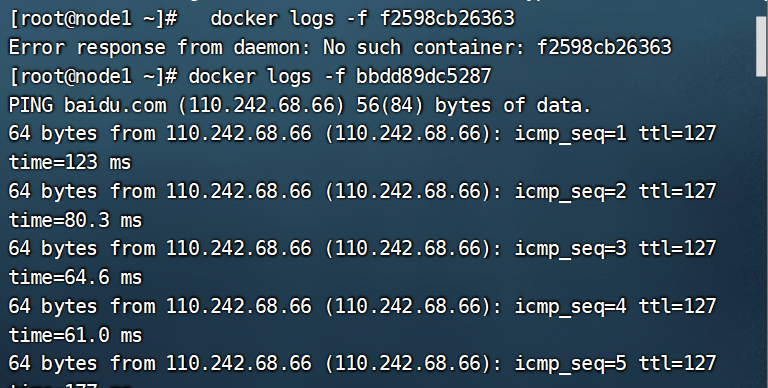 [root@node1 ~]#   docker logs -f f2598cb26363
Error response from daemon: No such container: f2598cb26363
[root@node1 ~]# docker logs -f bbdd89dc5287
PING baidu.com (110.242.68.66) 56(84) bytes of data.
64 bytes from 110.242.68.66 (110.242.68.66): icmp_seq=1 ttl=127
time=123 ms
64 bytes from 110.242.68.66 (110.242.68.66): icmp_seq=2 ttl=127
time=80.3 ms
64 bytes from 110.242.68.66 (110.242.68.66): icmp_seq=3 ttl=127
time=64.6 ms
64 bytes from 110.242.68.66 (110.242.68.66): icmp_seq=4 ttl=127
time=61.0 ms
64 bytes from 110.242.68.66 (110.242.68.66): icmp_seq=5 ttl=127